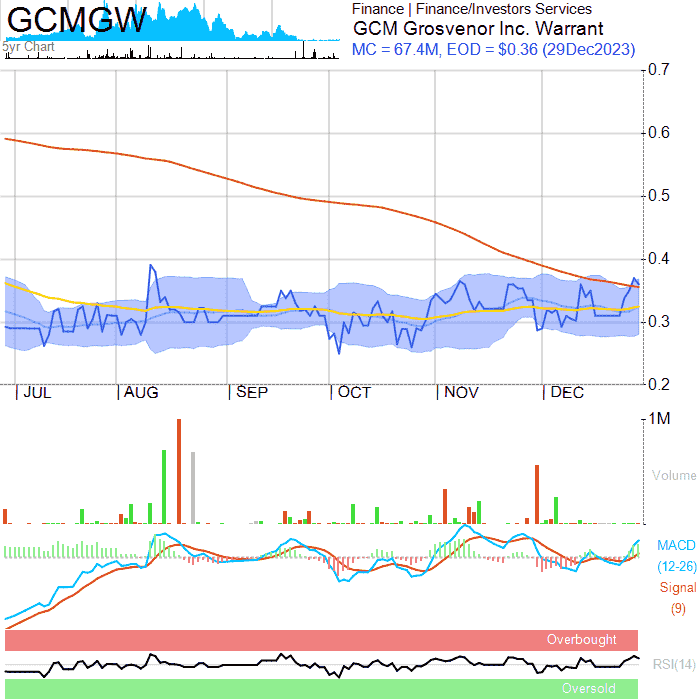 GCMGW
5yr Chart
Finance | Finance/Investors Services
GCM Grosvenor Inc. Warrant
MC = 67.4M, EOD = $0.36 (29Dec2023)
0.7
0.6
0.5
0.4
0.3
0.2
| JUL | AUG | SEP | OCT | NOV | DEC
1M
Volume
MACD
(12-26)
Signal
(9)
Overbought
RSI(14)
Oversold